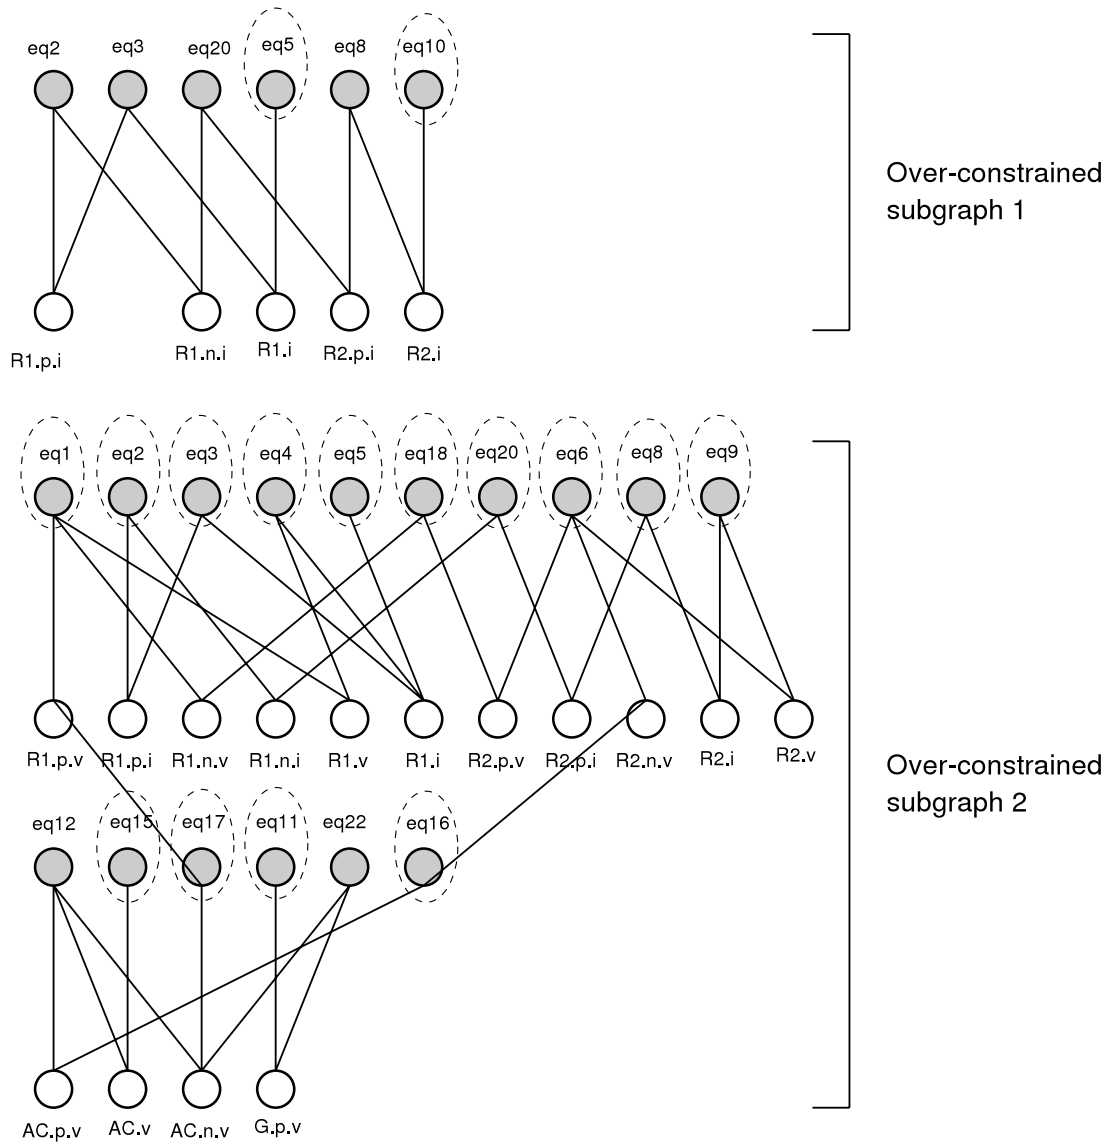 eq2 eq3 eq20 eq5 eq8 eq10
Over-constrained
subgraph 1
R1.p.i R1.n.i R1.i R2.p.i R2.i
eq1 eq2 eq3 eq4 eq5 eq18 eq20 eq6 eq8 eq9
R1.p.v R1.p.i R1.n.v R1.n.i R1.v R1.i R2.p.v R2.p.i R2.n.v R2.i R2.v
Over-constrained
subgraph 2
eq12 eq15 eq17 eq11 eq22 eq16
AC.p.v AC.v AC.n.v G.p.v